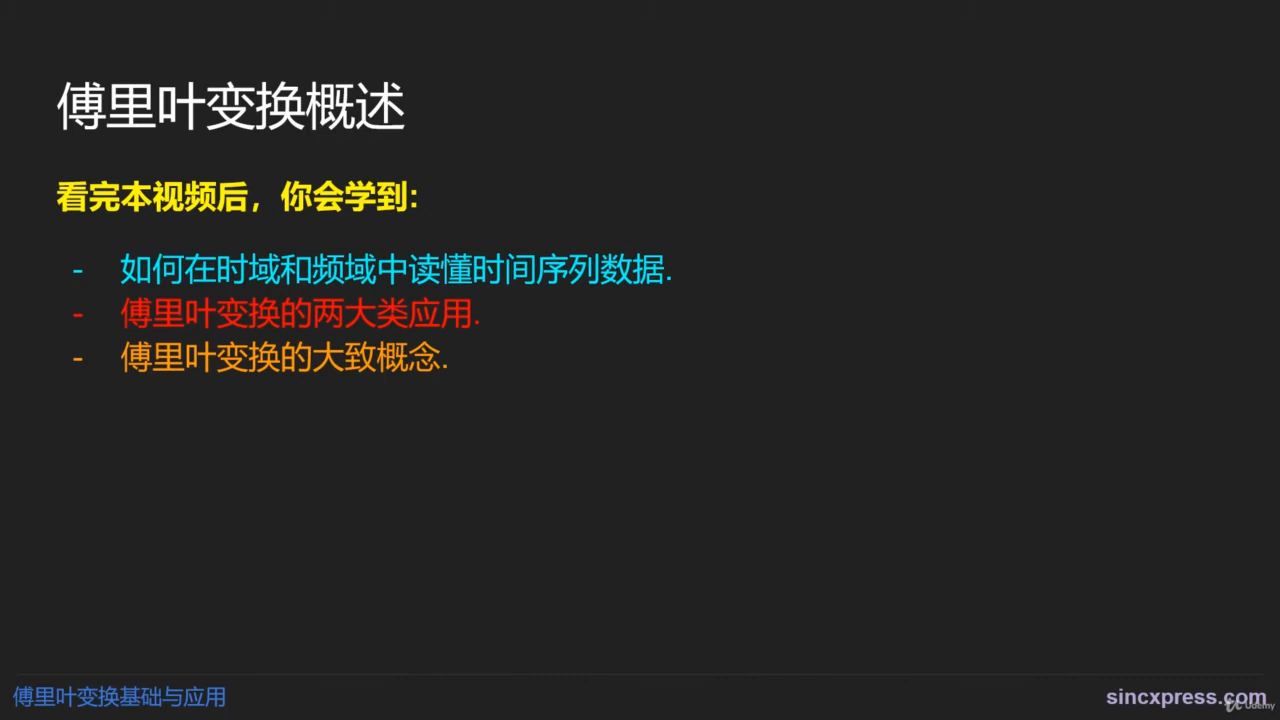 傅里叶变换概述
看完本视频后，你会学到:
- 如何在时域和频域中读懂时间序列数据.
- 傅里叶变换的两大类应用.
- 傅里叶变换的大致概念.
傅里叶变换基础与应用
sincxpress.com
Udemy